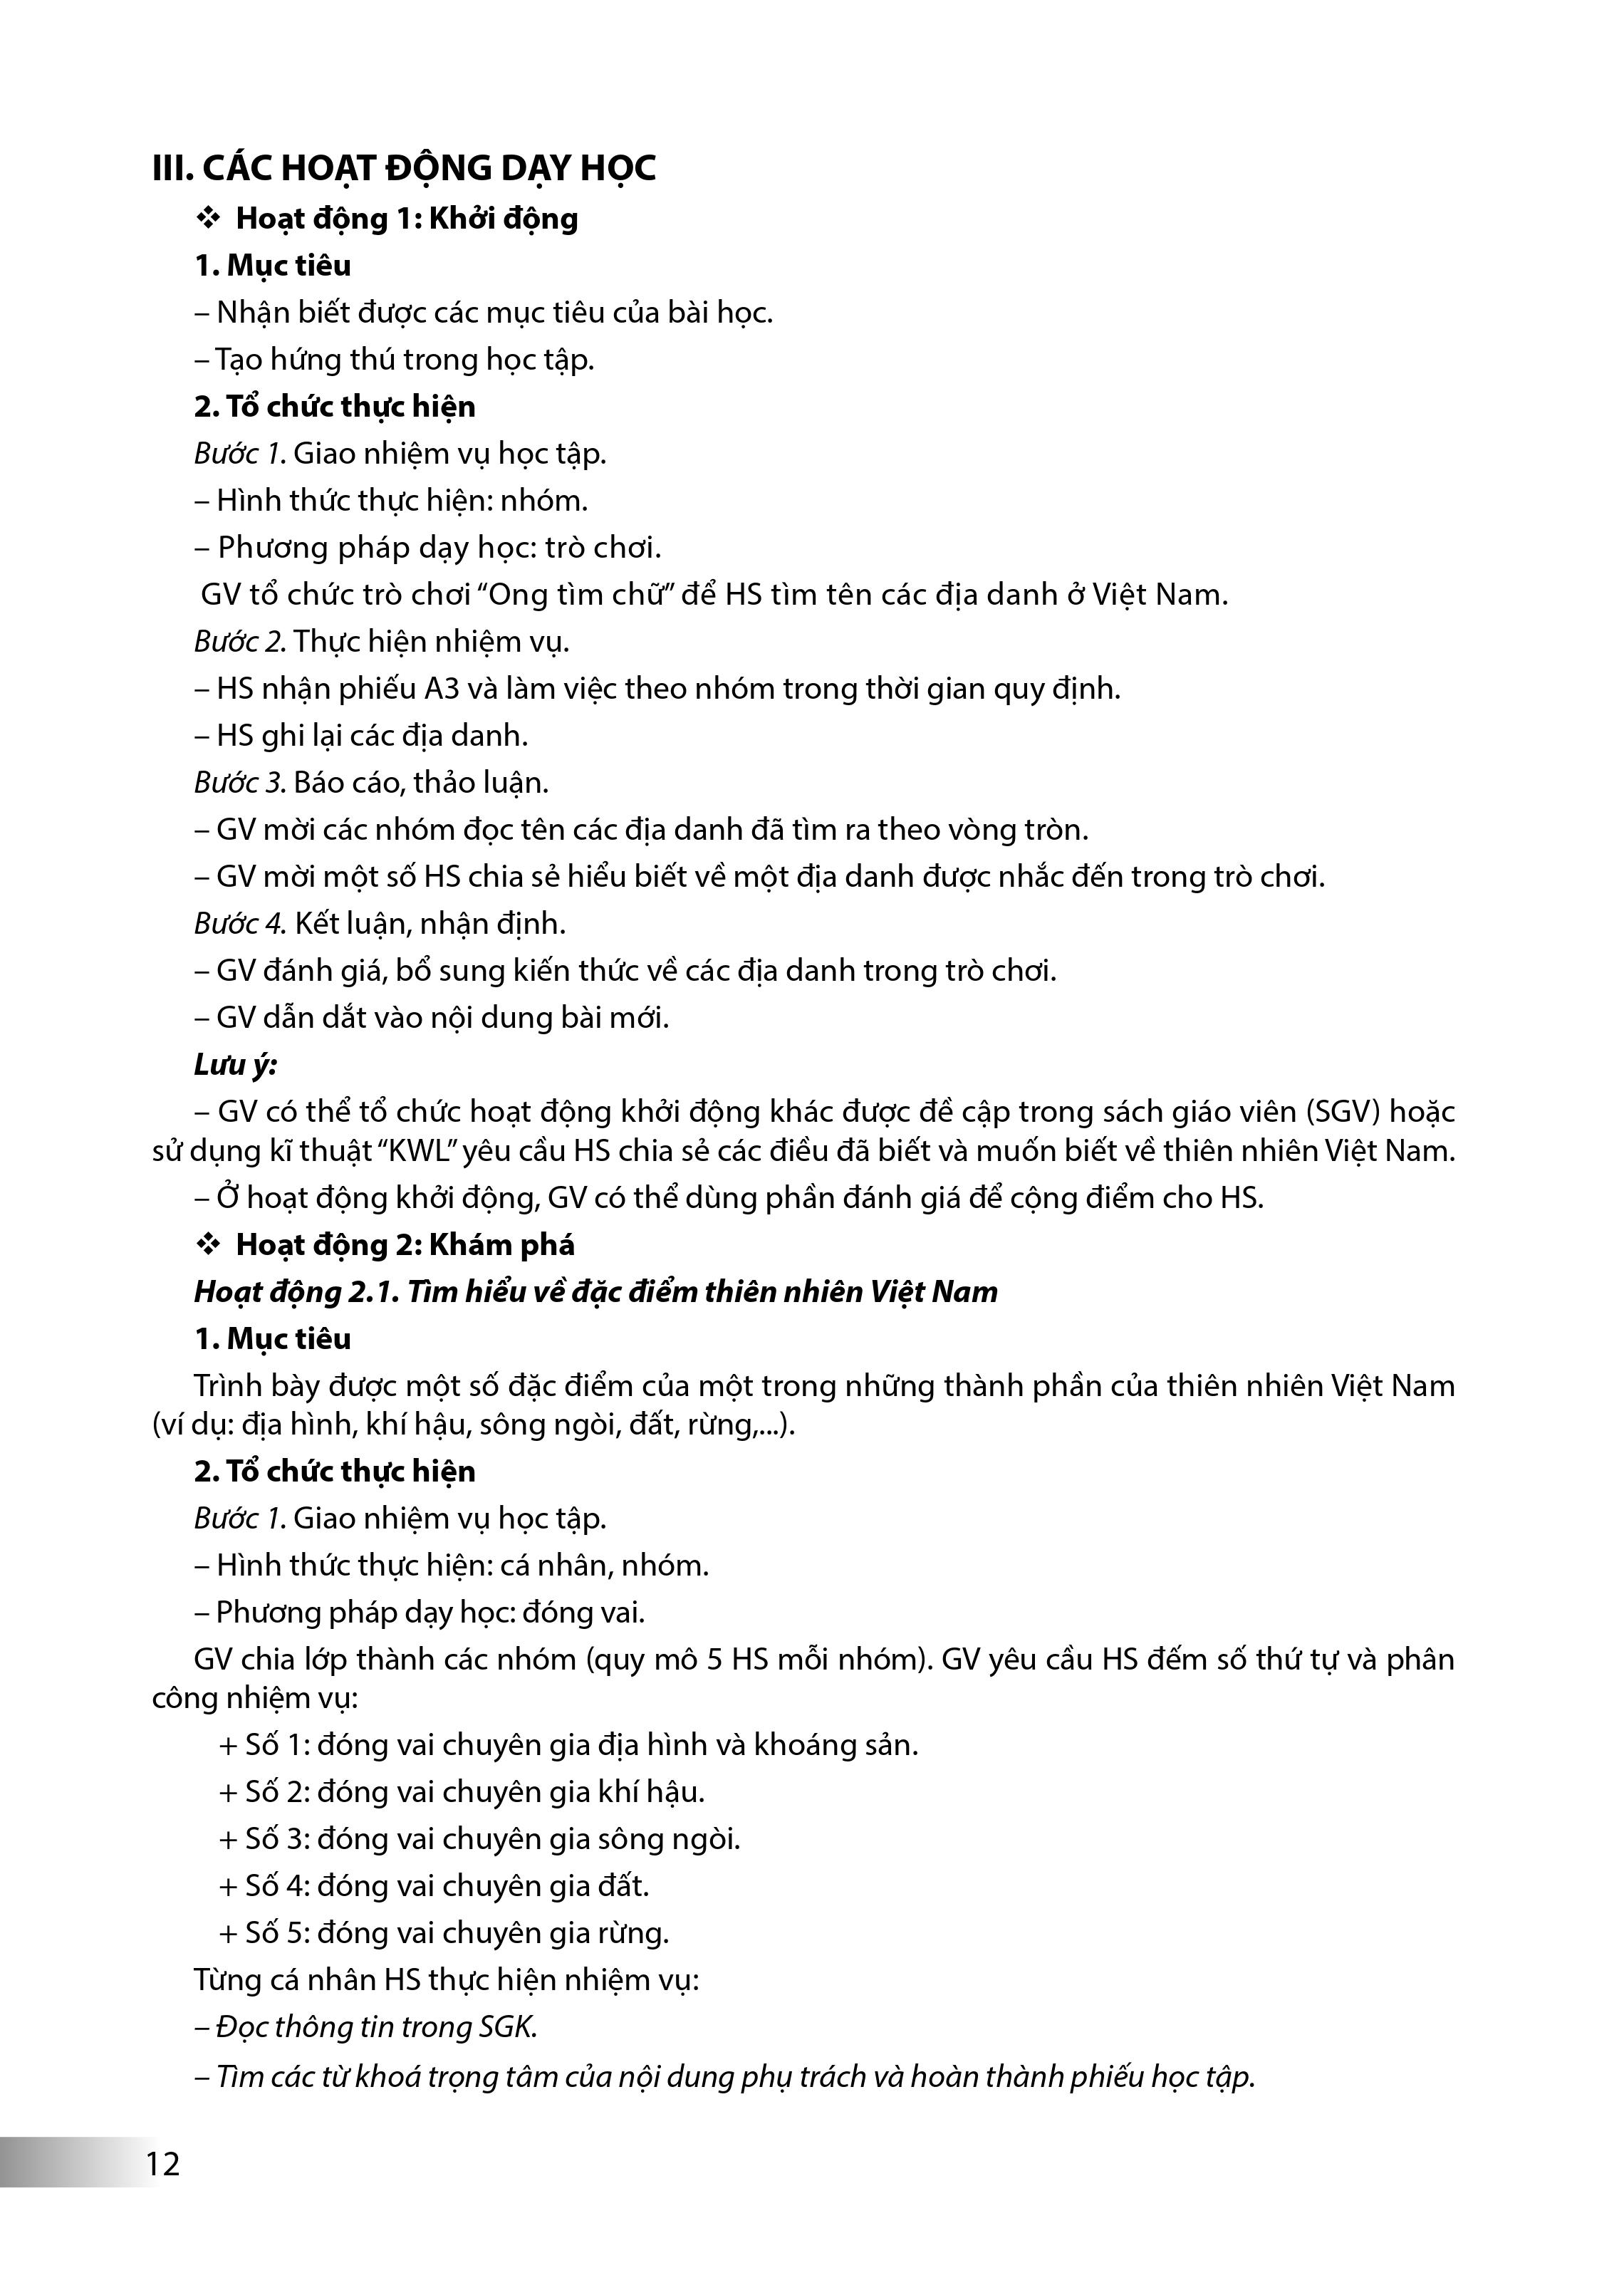 III. CÁC HOẠT ĐỘNG DẠY HỌC
❖ Hoạt động 1: Khởi động
1. Mục tiêu
– Nhận biết được các mục tiêu của bài học.
– Tạo hứng thú trong học tập.
2. Tổ chức thực hiện
Bước 1. Giao nhiệm vụ học tập.
– Hình thức thực hiện: nhóm.
– Phương pháp dạy học: trò chơi.
GV tổ chức trò chơi “Ong tìm chữ” để HS tìm tên các địa danh ở Việt Nam.
Bước 2. Thực hiện nhiệm vụ.
– HS nhận phiếu A3 và làm việc theo nhóm trong thời gian quy định.
– HS ghi lại các địa danh.
Bước 3. Báo cáo, thảo luận.
– GV mời các nhóm đọc tên các địa danh đã tìm ra theo vòng tròn.
– GV mời một số HS chia sẻ hiểu biết về một địa danh được nhắc đến trong trò chơi.
Bước 4. Kết luận, nhận định.
– GV đánh giá, bổ sung kiến thức về các địa danh trong trò chơi.
– GV dẫn dắt vào nội dung bài mới.
Lưu ý:
– GV có thể tổ chức hoạt động khởi động khác được đề cập trong sách giáo viên (SGV) hoặc
sử dụng kĩ thuật “KWL” yêu cầu HS chia sẻ các điều đã biết và muốn biết về thiên nhiên Việt Nam.
– Ở hoạt động khởi động, GV có thể dùng phần đánh giá để cộng điểm cho HS.
❖ Hoạt động 2: Khám phá
Hoạt động 2.1. Tìm hiểu về đặc điểm thiên nhiên Việt Nam
1. Mục tiêu
Trình bày được một số đặc điểm của một trong những thành phần của thiên nhiên Việt Nam
(ví dụ: địa hình, khí hậu, sông ngòi, đất, rừng,...).
2. Tổ chức thực hiện
Bước 1. Giao nhiệm vụ học tập.
– Hình thức thực hiện: cá nhân, nhóm.
– Phương pháp dạy học: đóng vai.
GV chia lớp thành các nhóm (quy mô 5 HS mỗi nhóm). GV yêu cầu HS đếm số thứ tự và phân
công nhiệm vụ:
+ Số 1: đóng vai chuyên gia địa hình và khoáng sản.
+ Số 2: đóng vai chuyên gia khí hậu.
+ Số 3: đóng vai chuyên gia sông ngòi.
+ Số 4: đóng vai chuyên gia đất.
+ Số 5: đóng vai chuyên gia rừng.
Từng cá nhân HS thực hiện nhiệm vụ:
– Đọc thông tin trong SGK.
– Tìm các từ khoá trọng tâm của nội dung phụ trách và hoàn thành phiếu học tập.
12